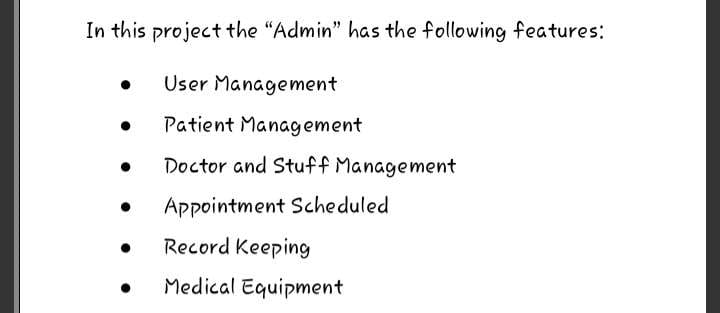 In this project the “Admin” has the following features:
● User Management
● Patient Management
● Doctor and Stuff Management
● Appointment Scheduled
● Record Keeping
● Medical Equipment